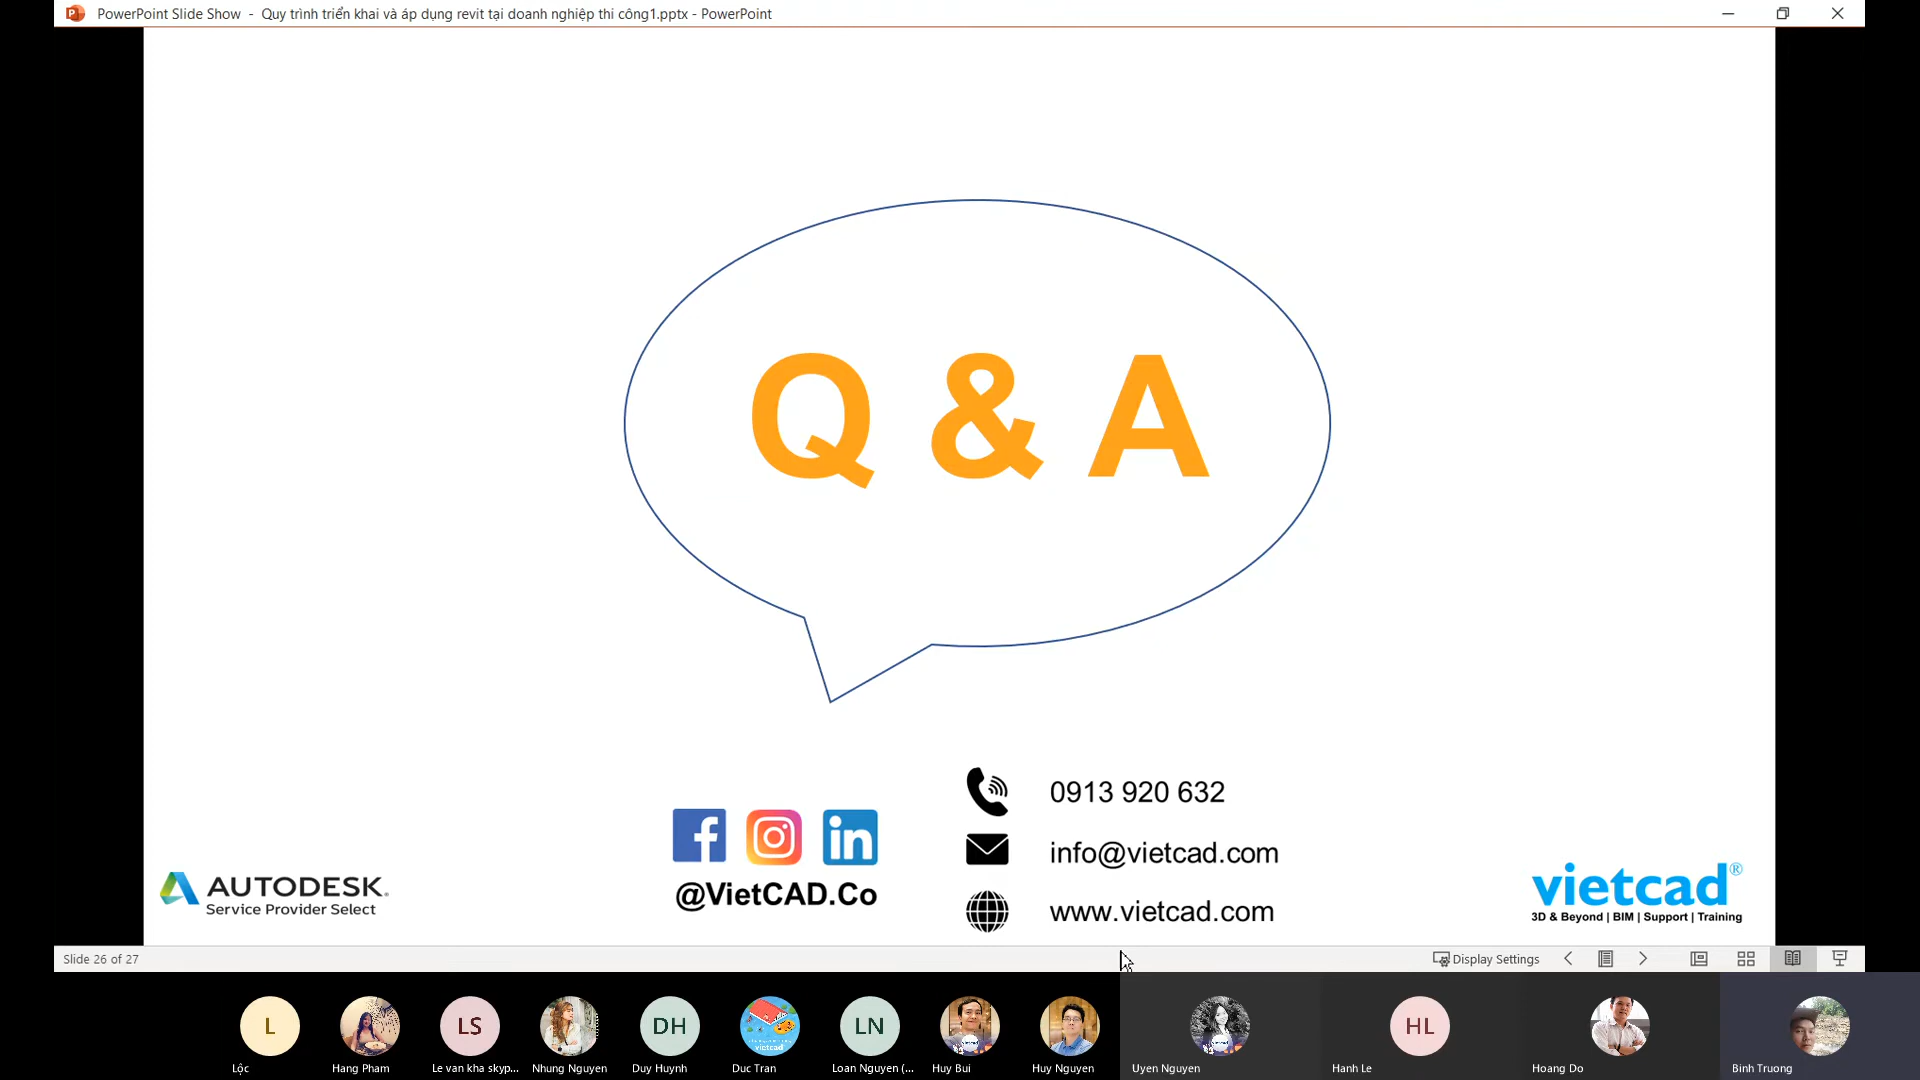 PowerPoint Slide Show - Quy trình triển khai và áp dụng revit tại doanh nghiệp thi công1.pptx - PowerPoint
Q & A
@VietCAD.Co
0913 920 632
info@vietcad.com
www.vietcad.com
AUTODESK.
Service Provider Select
vietcad®
3D & Beyond | BIM | Support | Training
Slide 26 of 27
Display Settings
L
LS
DH
vietcad
LN
HL
Lộc
Hang Pham
Le van kha skyp...
Nhung Nguyen
Duy Huynh
Duc Tran
Loan Nguyen (...
Huy Bui
Huy Nguyen
Uyen Nguyen
Hanh Le
Hoang Do
Binh Truong